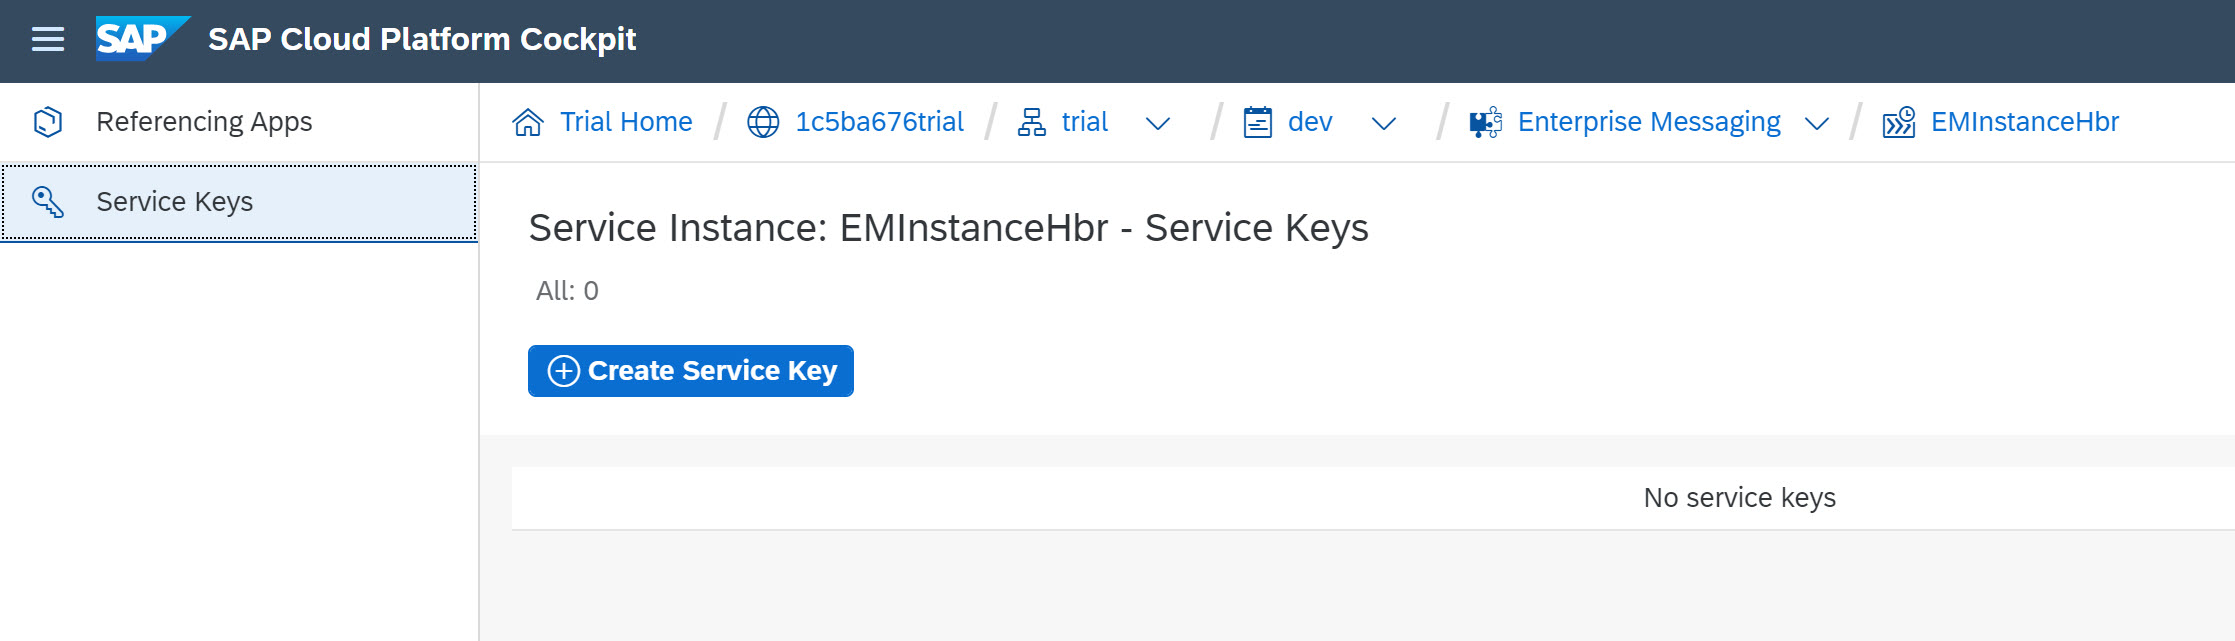 SAP SAP Cloud Platform Cockpit
Referencing Apps
Service Keys
Trial Home / 1c5ba676trial / trial / dev / Enterprise Messaging / EMInstanceHbr
Service Instance: EMInstanceHbr - Service Keys
All: 0
Create Service Key
No service keys